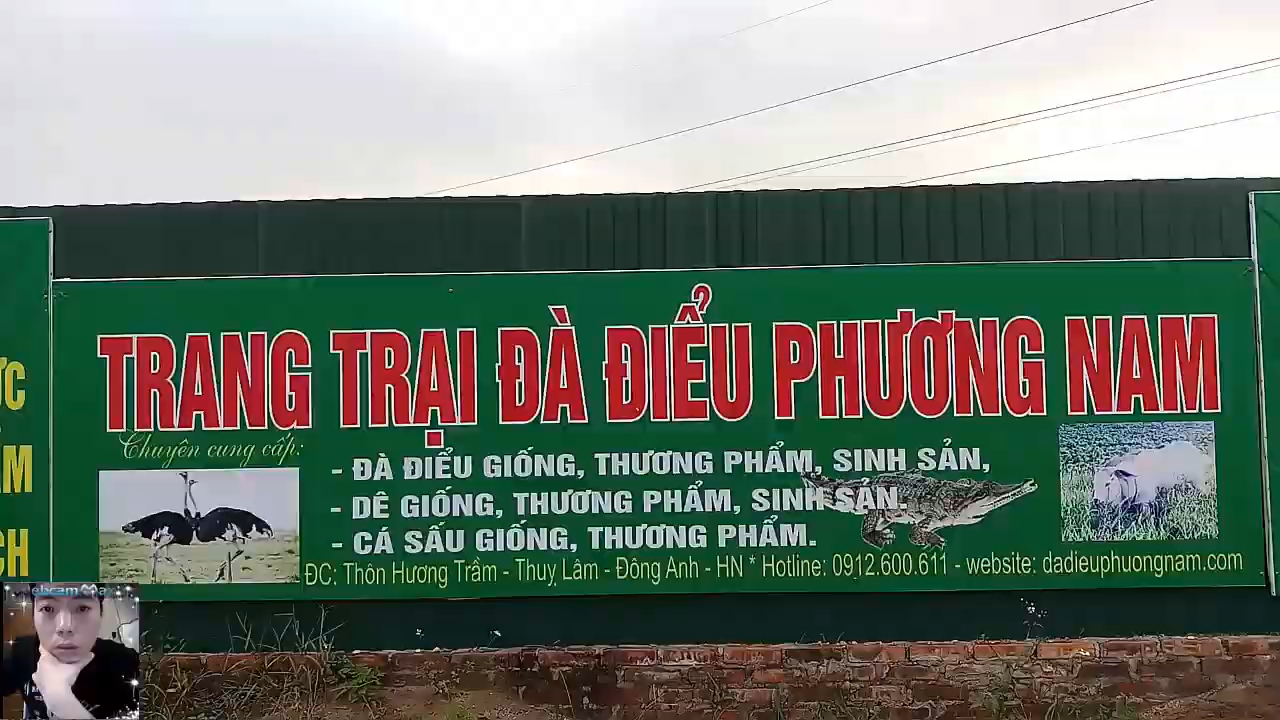 TRANG TRẠI ĐÀ ĐIỂU PHƯƠNG NAM
Chuyên cung cấp:
- ĐÀ ĐIỂU GIỐNG, THƯƠNG PHẨM, SINH SẢN,
- DÊ GIỐNG, THƯƠNG PHẨM, SINH SẢN.
- CÁ SẤU GIỐNG, THƯƠNG PHẨM.
ĐC: Thôn Hương Trầm - Thuỵ Lâm - Đông Anh - HN * Hotline: 0912.600.611 - website: dadieuphuongnam.com